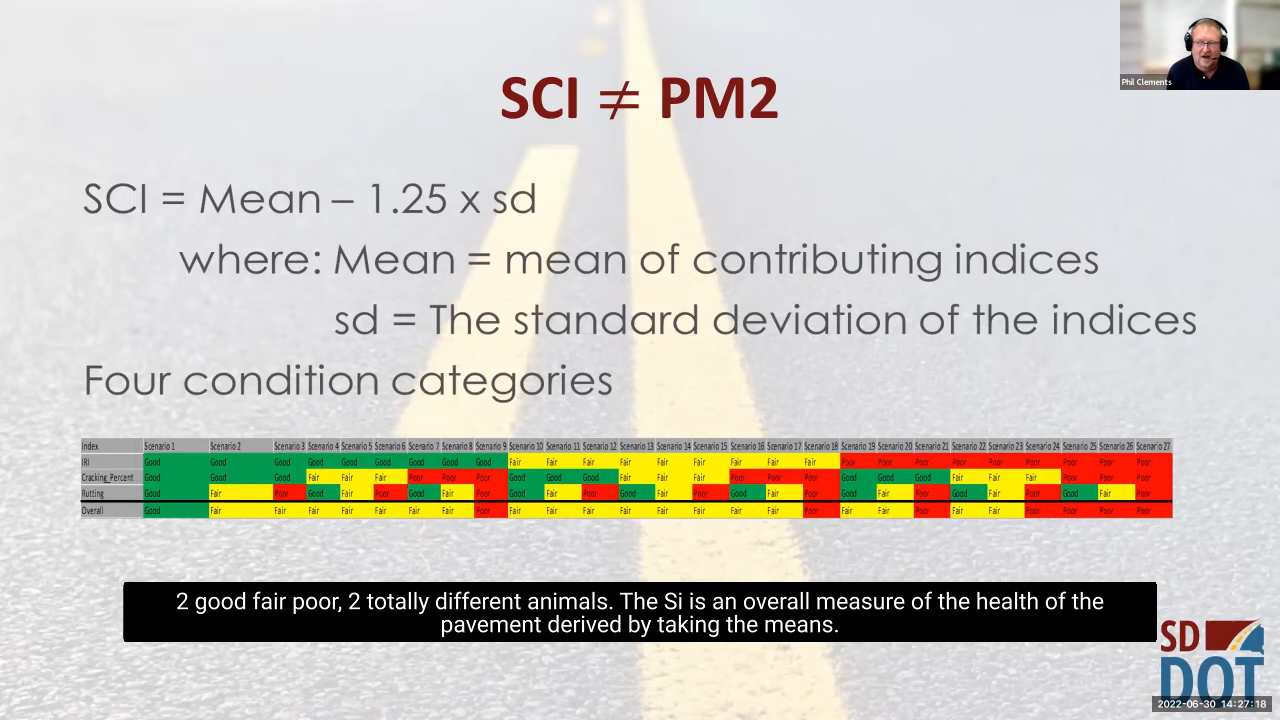 Phil Clements
SCI ≠ PM2
SCI = Mean – 1.25 x sd
where: Mean = mean of contributing indices
sd = The standard deviation of the indices
Four condition categories
Index Scenario 1 Scenario 2 Scenario 3 Scenario 4 Scenario 5 Scenario 6 Scenario 7 Scenario 8 Scenario 9 Scenario 10 Scenario 11 Scenario 12 Scenario 13 Scenario 14 Scenario 15 Scenario 16 Scenario 17 Scenario 18 Scenario 19 Scenario 20 Scenario 21 Scenario 22 Scenario 23 Scenario 24 Scenario 25 Scenario 26 Scenario 27
IRI Good Good Good Good Good Good Good Good Good Fair Fair Fair Fair Fair Fair Fair Fair Fair Poor Poor Poor Poor Poor Poor Poor Poor Poor
Cracking_Percent Good Good Good Fair Fair Fair Poor Poor Poor Good Good Good Fair Fair Fair Poor Poor Poor Good Good Good Fair Fair Fair Poor Poor Poor
Rutting Good Fair Poor Good Fair Poor Good Fair Poor Good Fair Poor Good Fair Poor Good Fair Poor Good Fair Poor Good Fair Poor Good Fair Poor
Overall Good Fair Fair Fair Fair Fair Fair Fair Poor Fair Fair Fair Fair Fair Fair Fair Fair Poor Fair Fair Poor Fair Fair Poor Poor Poor Poor
2 good fair poor, 2 totally different animals. The Si is an overall measure of the health of the
pavement derived by taking the means.
SD
DOT
2022-06-30 14:27:18